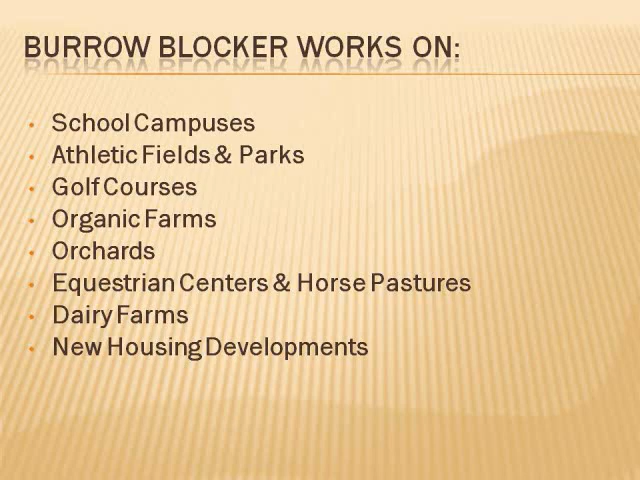 BURROW BLOCKER WORKS ON:
• School Campuses
• Athletic Fields & Parks
• Golf Courses
• Organic Farms
• Orchards
• Equestrian Centers & Horse Pastures
• Dairy Farms
• New Housing Developments